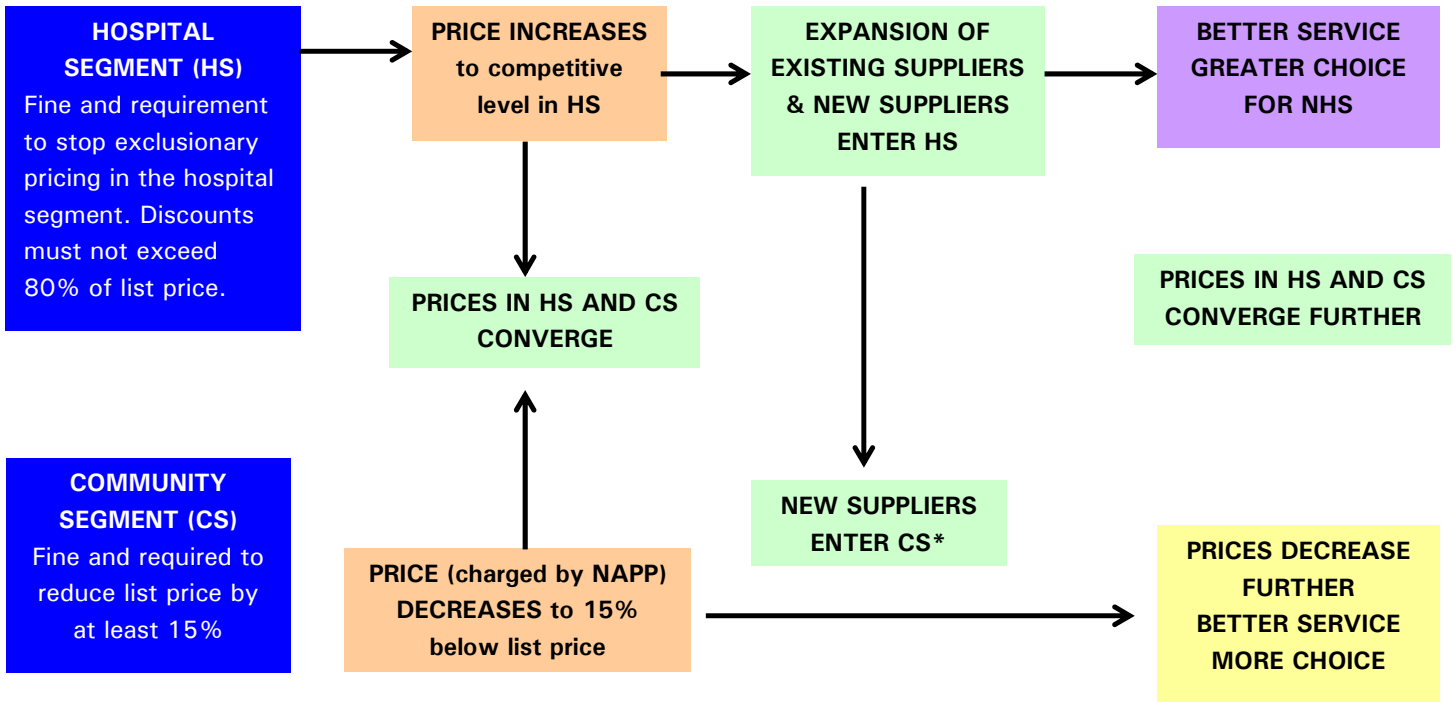 HOSPITAL
SEGMENT (HS)
Fine and requirement
to stop exclusionary
pricing in the hospital
segment. Discounts
must not exceed
80% of list price.
PRICE INCREASES
to competitive
level in HS
EXPANSION OF
EXISTING SUPPLIERS
& NEW SUPPLIERS
ENTER HS
BETTER SERVICE
GREATER CHOICE
FOR NHS
PRICES IN HS AND CS
CONVERGE
PRICES IN HS AND CS
CONVERGE FURTHER
COMMUNITY
SEGMENT (CS)
Fine and required to
reduce list price by
at least 15%
PRICE (charged by NAPP)
DECREASES to 15%
below list price
NEW SUPPLIERS
ENTER CS*
PRICES DECREASE
FURTHER
BETTER SERVICE
MORE CHOICE